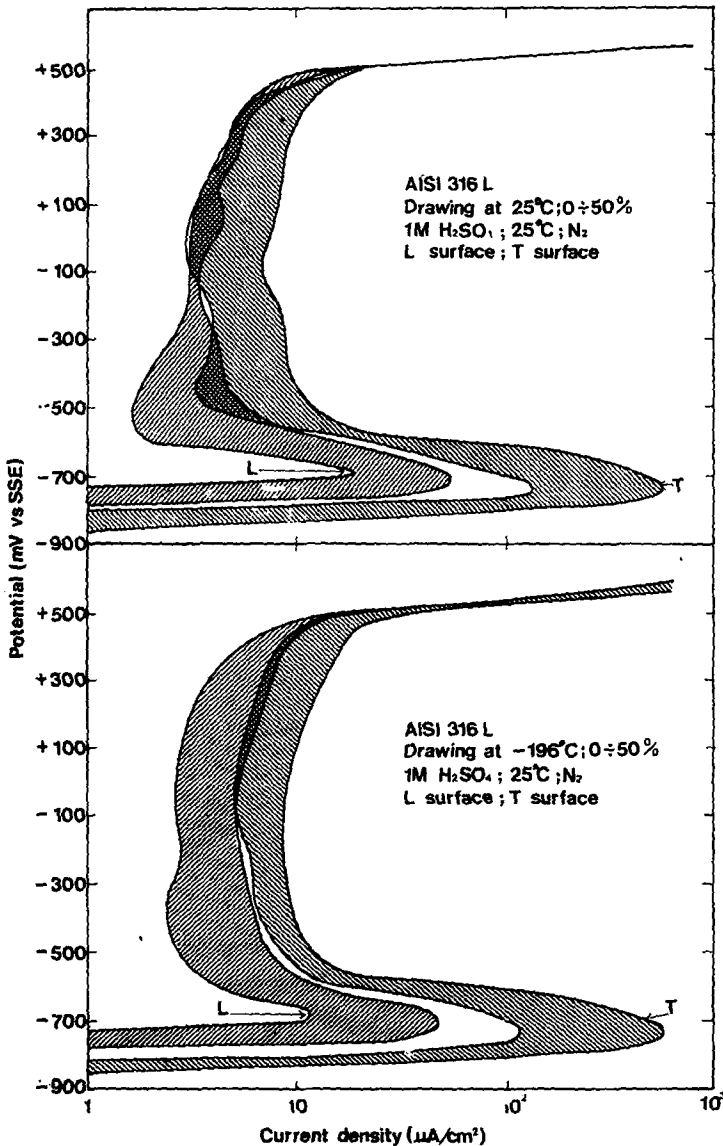 +500
+300
+100
-100
-300
-500
-700
-900
AISI 316 L
Drawing at 25°C; 0÷50%
1M H₂SO₄; 25°C; N₂
L surface; T surface
L
T
Potential (mV vs SSE)
+500
+300
+100
-100
-300
-500
-700
-900
AISI 316 L
Drawing at -196°C; 0÷50%
1M H₂SO₄; 25°C; N₂
L surface; T surface
L
T
1
10
10²
10³
Current density (μA/cm²)